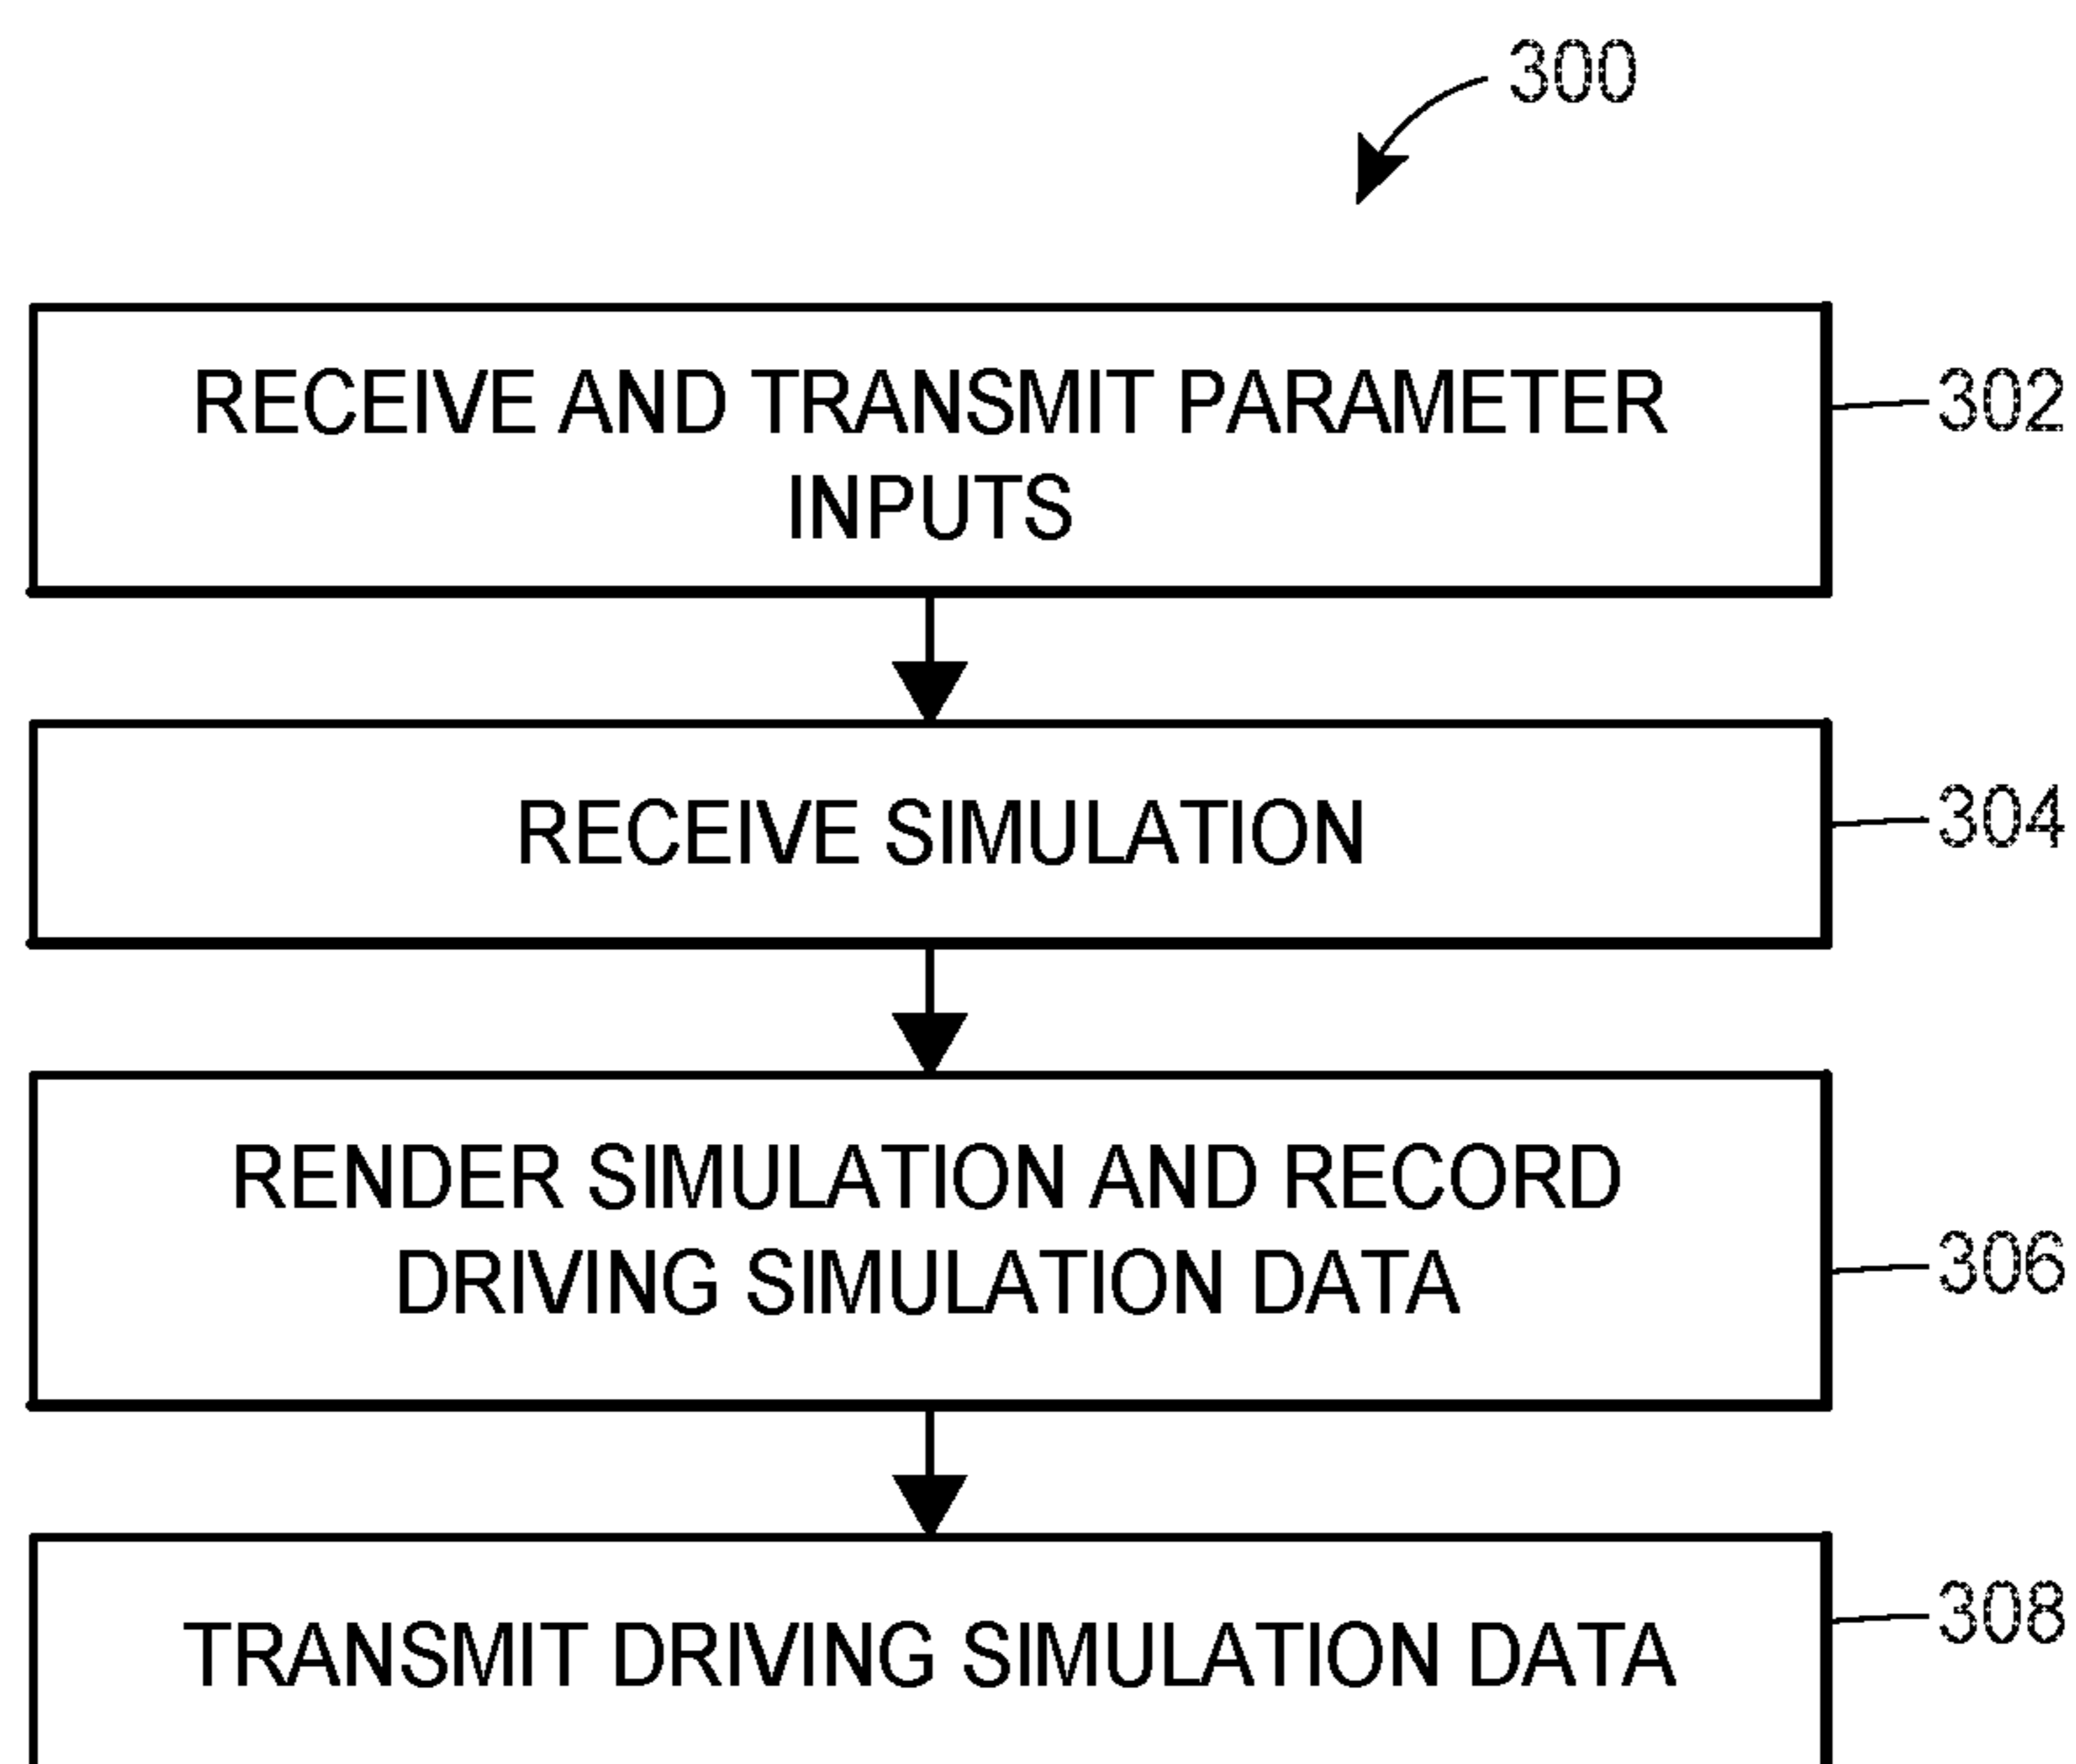 300
RECEIVE AND TRANSMIT PARAMETER
INPUTS
302
RECEIVE SIMULATION
304
RENDER SIMULATION AND RECORD
DRIVING SIMULATION DATA
306
TRANSMIT DRIVING SIMULATION DATA
308